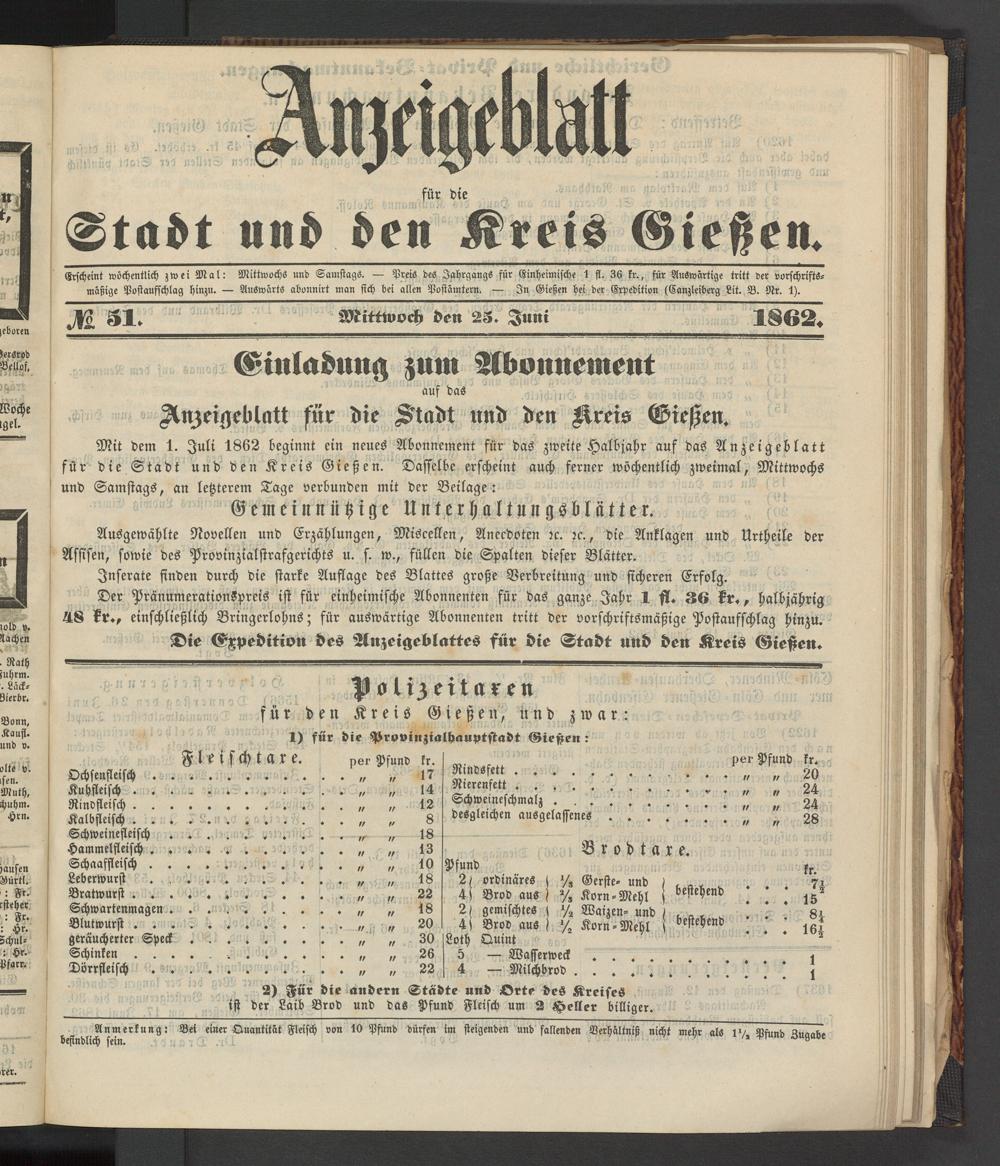 Anzeigeblatt
für die
Stadt und den Kreis Gießen.
Erscheint wöchentlich zwei Mal: Mittwochs und Samstags. — Preis des Jahrgangs für Einheimische 1 fl. 36 kr., für Auswärtige tritt der vorschrifts-
mäßige Postaufschlag hinzu. — Auswärts abonnirt man sich bei allen Postämtern. — In Gießen bei der Expedition (Canzleiberg Lit. B. Nr. 1).
№ 51. Mittwoch den 25. Juni 1862.
Einladung zum Abonnement
auf das
Anzeigeblatt für die Stadt und den Kreis Gießen.
Mit dem 1. Juli 1862 beginnt ein neues Abonnement für das zweite Halbjahr auf das Anzeigeblatt
für die Stadt und den Kreis Gießen. Dasselbe erscheint auch ferner wöchentlich zweimal, Mittwochs
und Samstags, an letzterem Tage verbunden mit der Beilage:
Gemeinnützige Unterhaltungsblätter.
Ausgewählte Novellen und Erzählungen, Miscellen, Anecdoten ꝛc. ꝛc., die Anklagen und Urtheile der
Assisen, sowie des Provinzialstrafgerichts u. s. w., füllen die Spalten dieser Blätter.
Inserate finden durch die starke Auflage des Blattes große Verbreitung und sicheren Erfolg.
Der Pränumerationspreis ist für einheimische Abonnenten für das ganze Jahr 1 fl. 36 kr., halbjährig
48 kr., einschließlich Bringerlohns; für auswärtige Abonnenten tritt der vorschriftsmäßige Postaufschlag hinzu.
Die Expedition des Anzeigeblattes für die Stadt und den Kreis Gießen.
Polizeitaxen
für den Kreis Gießen, und zwar:
1) für die Provinzialhauptstadt Gießen:
Fleischtaxe. per Pfund kr.
Ochsenfleisch . . . . . . . . „ „ 17
Kuhfleisch . . . . . . . . „ „ 14
Rindfleisch . . . . . . . . „ „ 12
Kalbfleisch . . . . . . . . „ „ 8
Schweinefleisch . . . . . . . „ „ 18
Hammelfleisch . . . . . . . „ „ 13
Schaaffleisch . . . . . . . „ „ 10
Leberwurst . . . . . . . . „ „ 18
Bratwurst . . . . . . . . „ „ 22
Schwartenmagen . . . . . . . „ „ 18
Blutwurst . . . . . . . . „ „ 20
geräucherter Speck . . . . . . „ „ 30
Schinken . . . . . . . . „ „ 26
Dörrfleisch . . . . . . . . „ „ 22
per Pfund kr.
Rindsfett . . . . . . . . „ „ 20
Nierenfett . . . . . . . . „ „ 24
Schweineschmalz . . . . . . . „ „ 24
desgleichen ausgelassenes . . . . . „ „ 28
Brodtaxe.
Pfund kr.
2 } ordinäres { 1/3 Gerste- und } bestehend . . . 7½
4 } Brod aus { 2/3 Korn-Mehl } . . . 15
2 } gemischtes { 1/2 Waizen- und } bestehend . . . 8¼
4 } Brod aus { 1/2 Korn-Mehl } . . . 16½
Loth Quint
5 — Wasserweck . . . . . . . . 1
4 — Milchbrod . . . . . . . . 1
2) Für die andern Städte und Orte des Kreises
ist der Laib Brod und das Pfund Fleisch um 2 Heller billiger.
Anmerkung: Bei einer Quantität Fleisch von 10 Pfund dürfen im steigenden und fallenden Verhältniß nicht mehr als 1½ Pfund Zugabe
befindlich sein.